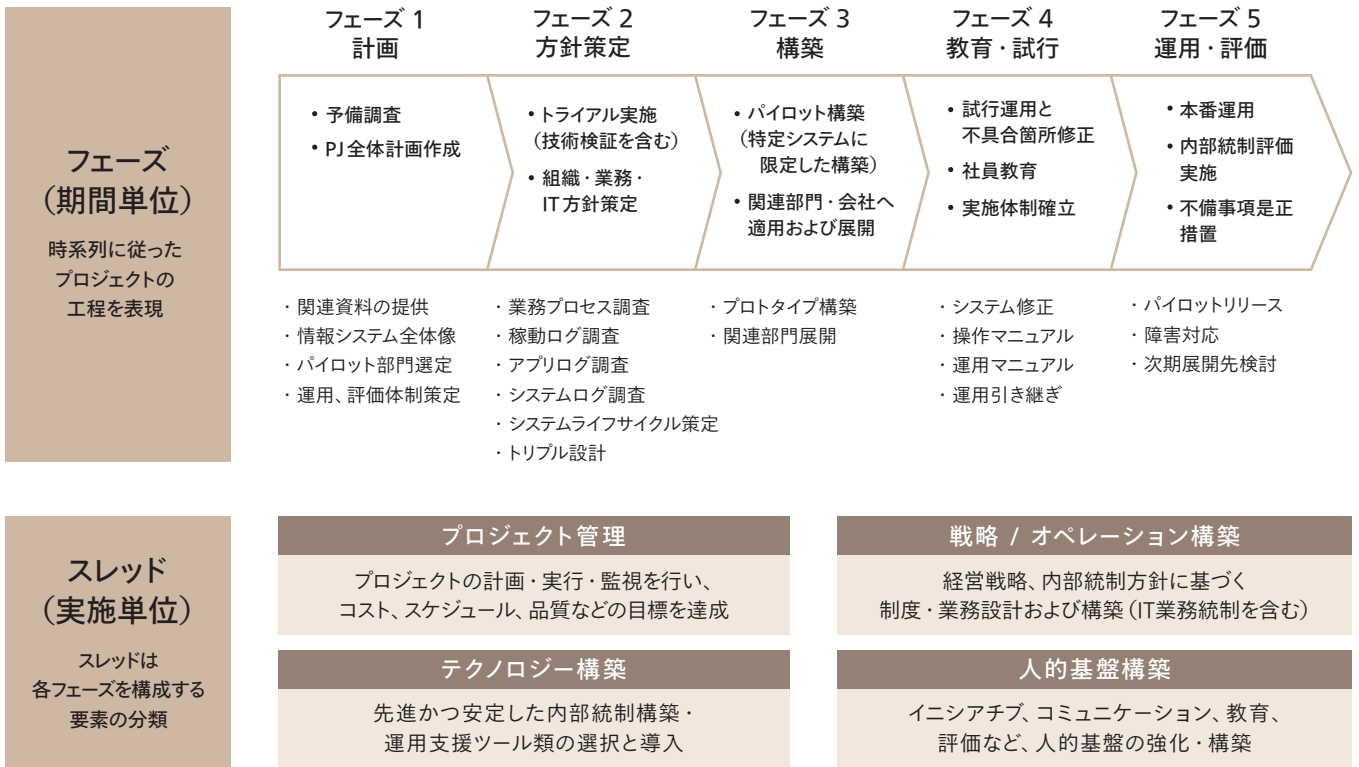 フェーズ
(期間単位)
時系列に従った
プロジェクトの
工程を表現
フェーズ 1
計画
・予備調査
・PJ全体計画作成
・関連資料の提供
・情報システム全体像
・パイロット部門選定
・運用、評価体制策定
フェーズ 2
方針策定
・トライアル実施
(技術検証を含む)
・組織・業務・
IT方針策定
・業務プロセス調査
・稼動ログ調査
・アプリログ調査
・システムログ調査
・システムライフサイクル策定
・トリプル設計
フェーズ 3
構築
・パイロット構築
(特定システムに
限定した構築)
・関連部門・会社へ
適用および展開
・プロトタイプ構築
・関連部門展開
フェーズ 4
教育・試行
・試行運用と
不具合箇所修正
・社員教育
・実施体制確立
・システム修正
・操作マニュアル
・運用マニュアル
・運用引き継ぎ
フェーズ 5
運用・評価
・本番運用
・内部統制評価
実施
・不備事項是正
措置
・パイロットリリース
・障害対応
・次期展開先検討
スレッド
(実施単位)
スレッドは
各フェーズを構成する
要素の分類
プロジェクト管理
プロジェクトの計画・実行・監視を行い、
コスト、スケジュール、品質などの目標を達成
戦略 / オペレーション構築
経営戦略、内部統制方針に基づく
制度・業務設計および構築(IT業務統制を含む)
テクノロジー構築
先進かつ安定した内部統制構築・
運用支援ツール類の選択と導入
人的基盤構築
イニシアチブ、コミュニケーション、教育、
評価など、人的基盤の強化・構築